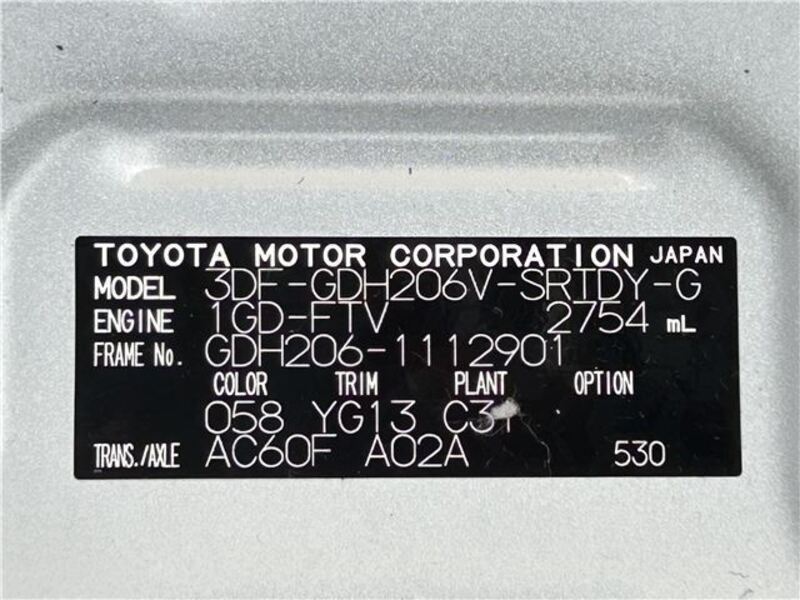 TOYOTA MOTOR CORPORATION JAPAN
MODEL 3DF-GDH206V-SRTDY-G
ENGINE 1GD-FTV 2754 mL
FRAME No. GDH206-1112901
COLOR TRIM PLANT OPTION
058 YG13 C31
TRANS./AXLE AC60F A02A 530